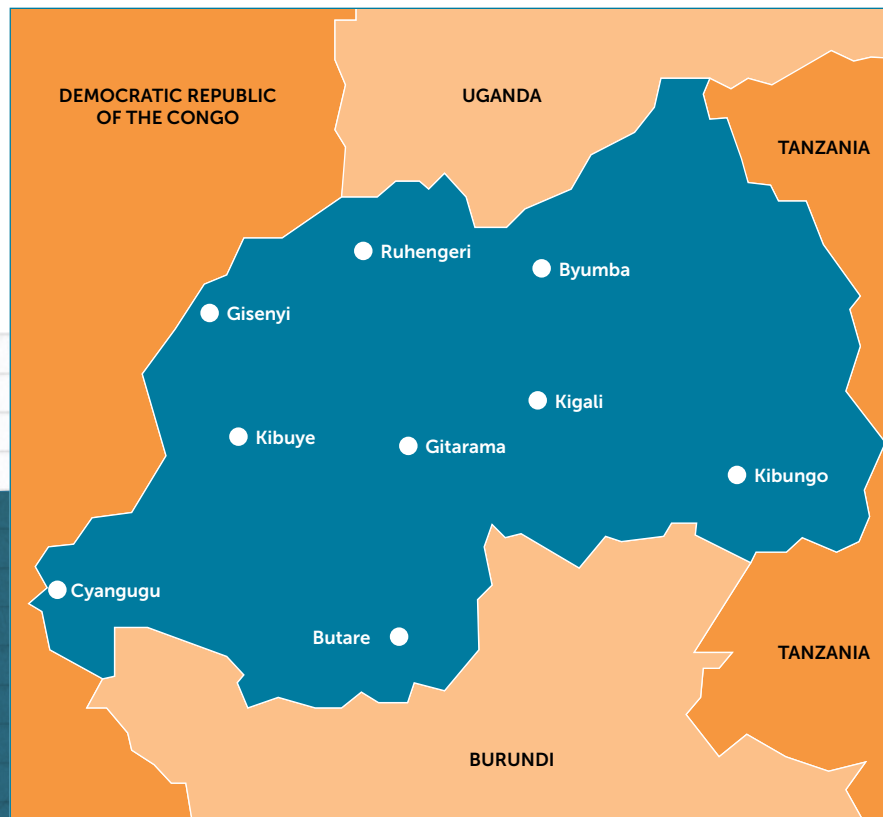 DEMOCRATIC REPUBLIC
OF THE CONGO
UGANDA
TANZANIA
Ruhengeri
Byumba
Gisenyi
Kigali
Kibuye
Gitarama
Kibungo
Cyangugu
Butare
TANZANIA
BURUNDI